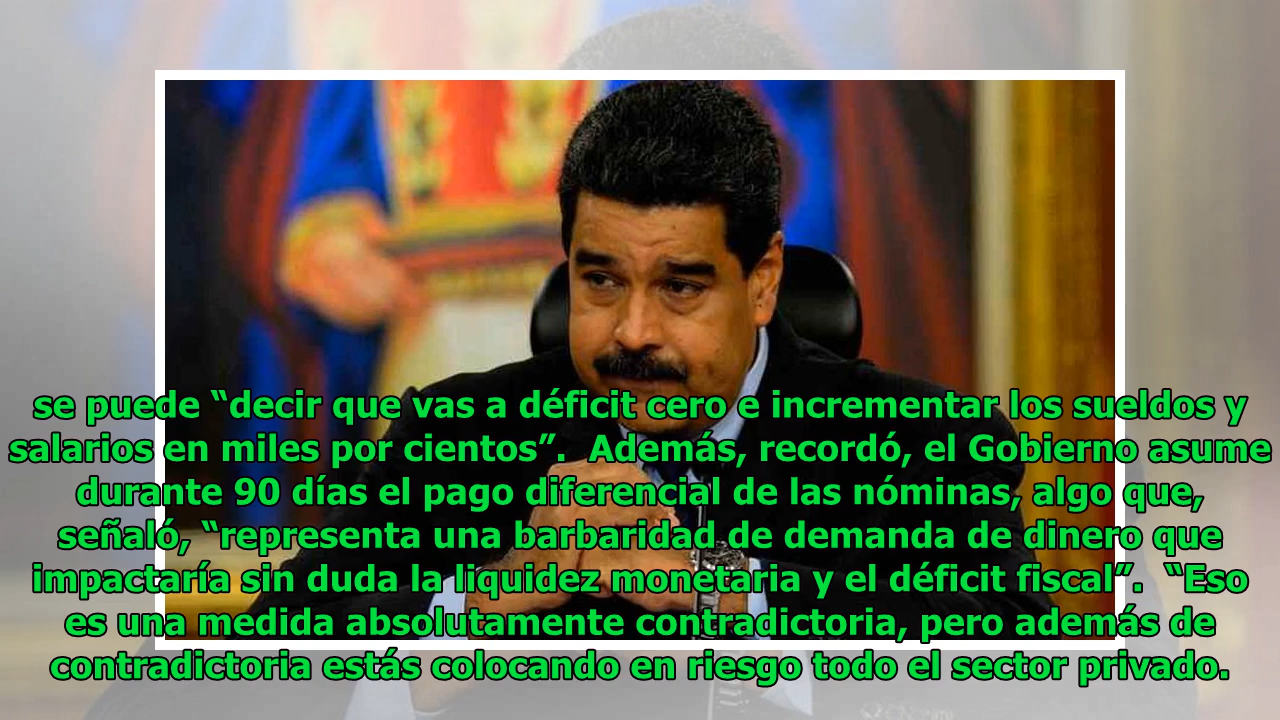 se puede “decir que vas a déficit cero e incrementar los sueldos y
salarios en miles por cientos”.  Además, recordó, el Gobierno asume
durante 90 días el pago diferencial de las nóminas, algo que,
señaló, “representa una barbaridad de demanda de dinero que
impactaría sin duda la liquidez monetaria y el déficit fiscal”.  “Eso
es una medida absolutamente contradictoria, pero además de
contradictoria estás colocando en riesgo todo el sector privado.